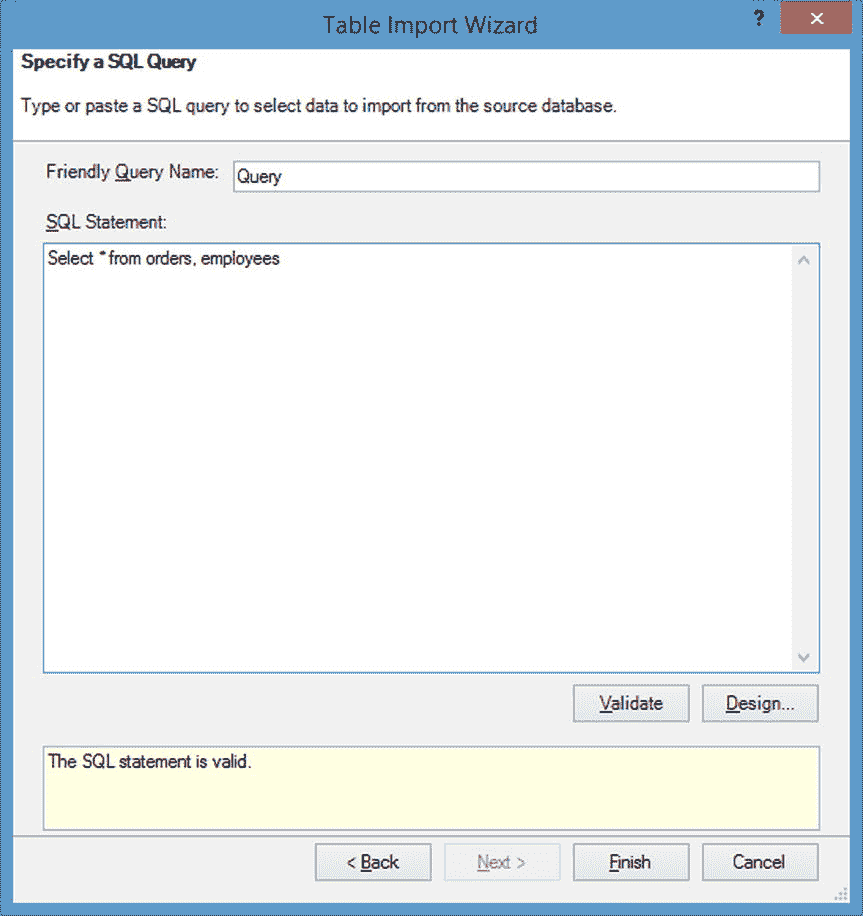 Table Import Wizard ?
Specify a SQL Query
Type or paste a SQL query to select data to import from the source database.
Friendly Query Name: Query
SQL Statement:
Select * from orders, employees
Validate Design...
The SQL statement is valid.
< Back Next > Finish Cancel